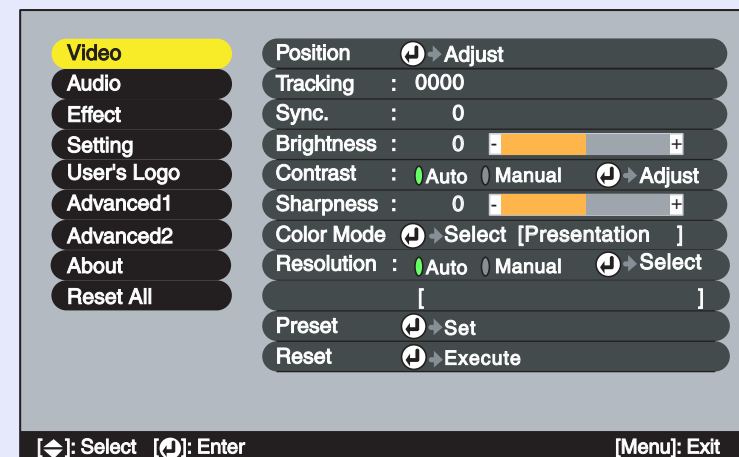 Video
Audio
Effect
Setting
User's Logo
Advanced1
Advanced2
About
Reset All
Position Adjust
Tracking : 0000
Sync. : 0
Brightness : 0 - +
Contrast : Auto Manual Adjust
Sharpness : 0 - +
Color Mode Select [Presentation ]
Resolution : Auto Manual Select
[ ]
Preset Set
Reset Execute
[ ]: Select [ ]: Enter [Menu]: Exit